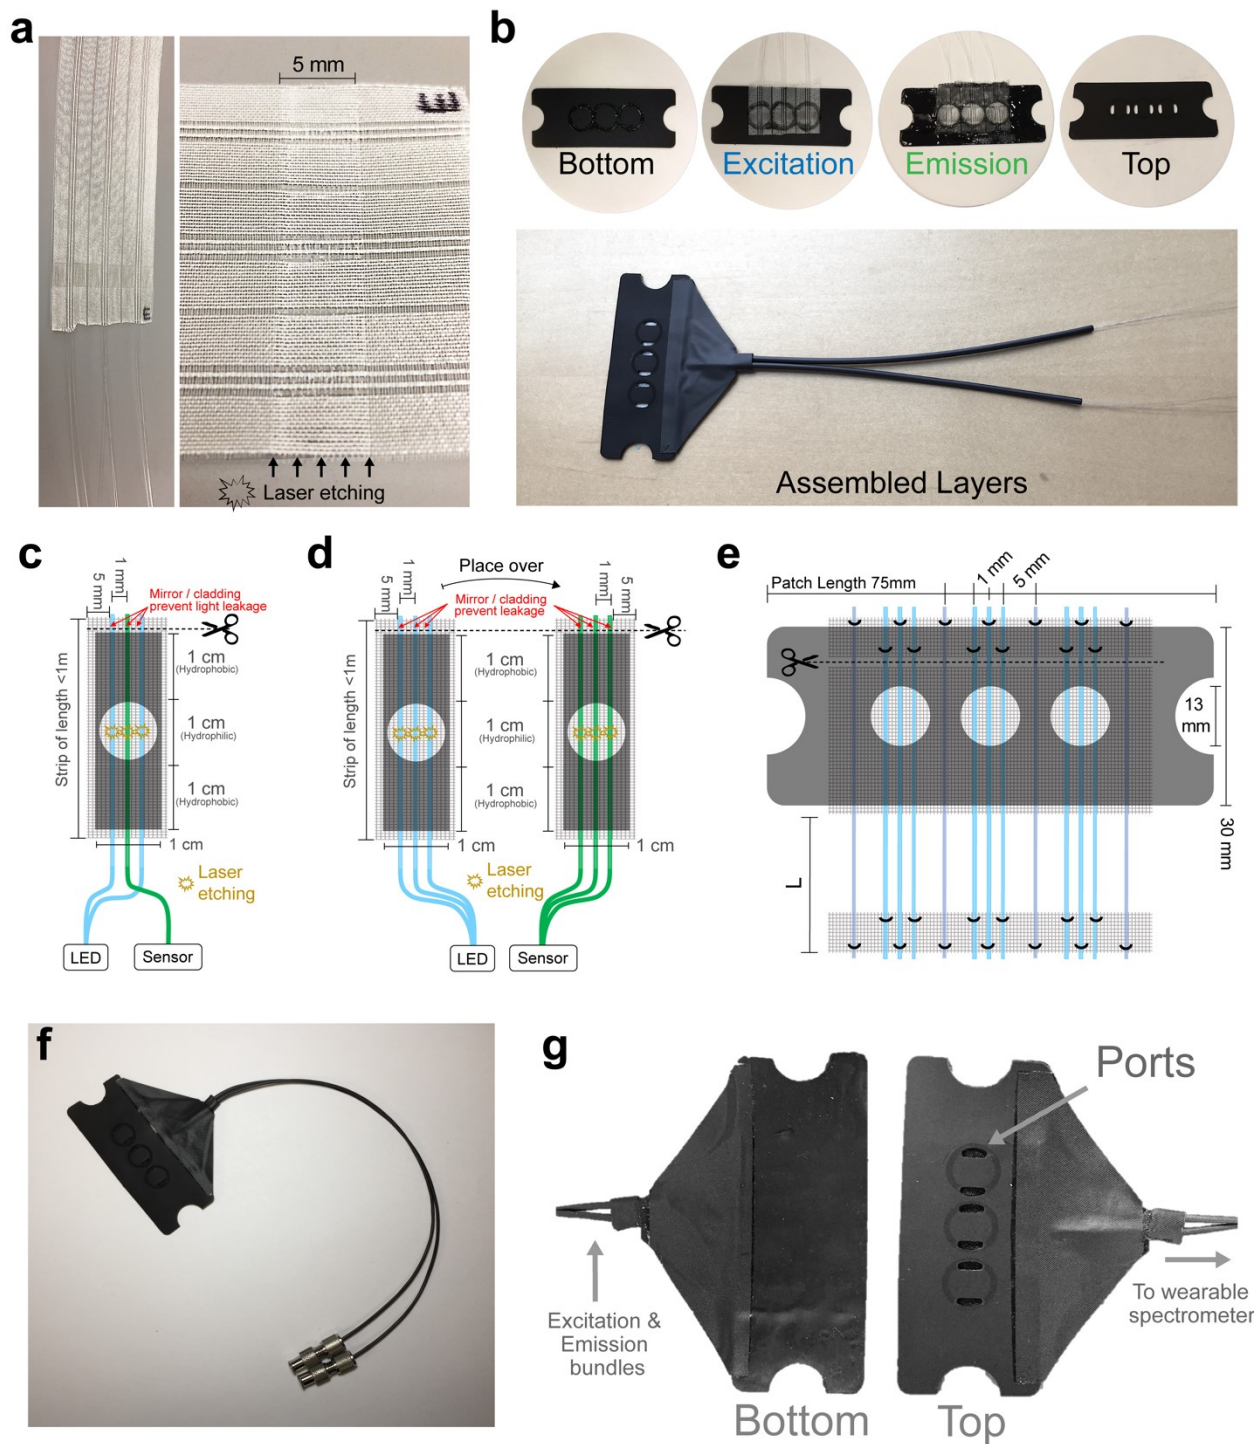 a
5 mm
E
E
Laser etching
b
Bottom
Excitation
Emission
Top
Assembled Layers
c
1 mm
5 mm
Mirror / cladding
prevent light leakage
Strip of length <1m
1 cm
(Hydrophobic)
1 cm
(Hydrophilic)
1 cm
(Hydrophobic)
1 cm
Laser
etching
LED
Sensor
d
Place over
1 mm
5 mm
Mirror / cladding
prevent leakage
1 mm
5 mm
Strip of length <1m
1 cm
(Hydrophobic)
1 cm
(Hydrophilic)
1 cm
(Hydrophobic)
1 cm
1 cm
Laser
etching
LED
Sensor
e
Patch Length 75mm
1 mm
5 mm
13
mm
30 mm
L
f
g
Ports
Excitation &
Emission
bundles
To wearable
spectrometer
Bottom
Top